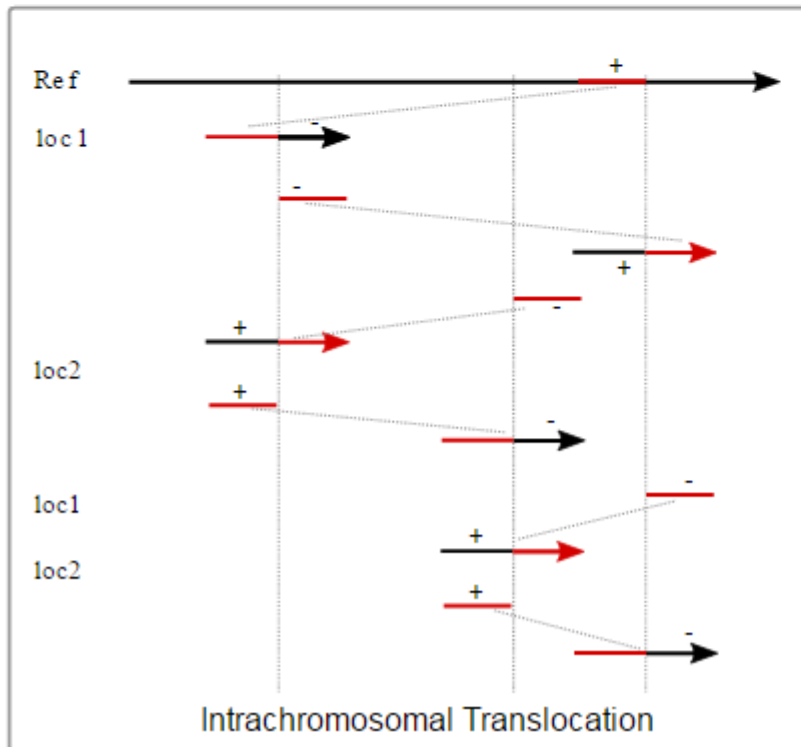 +
Ref
-
loc1
-
+
-
+
loc2
+
-
-
loc1
+
loc2
+
-
Intrachromosomal Translocation